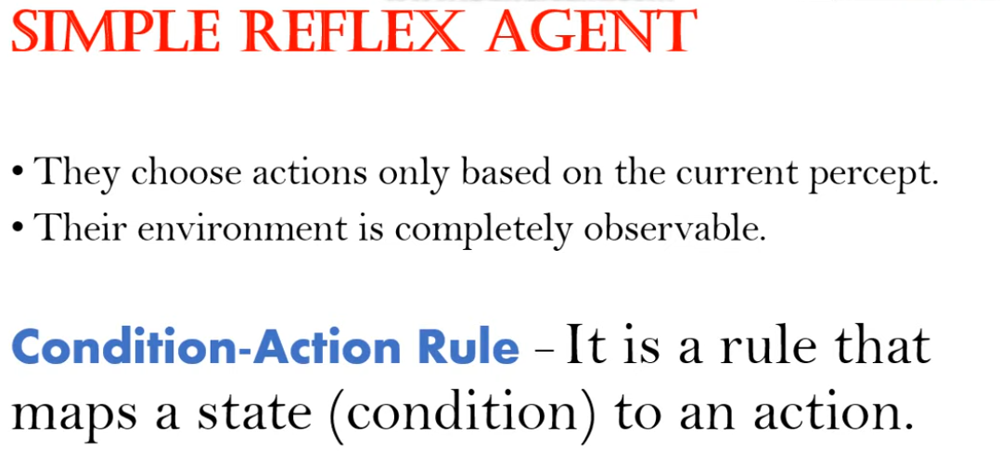 SIMPLE REFLEX AGENT
• They choose actions only based on the current percept.
• Their environment is completely observable.
Condition-Action Rule – It is a rule that
maps a state (condition) to an action.